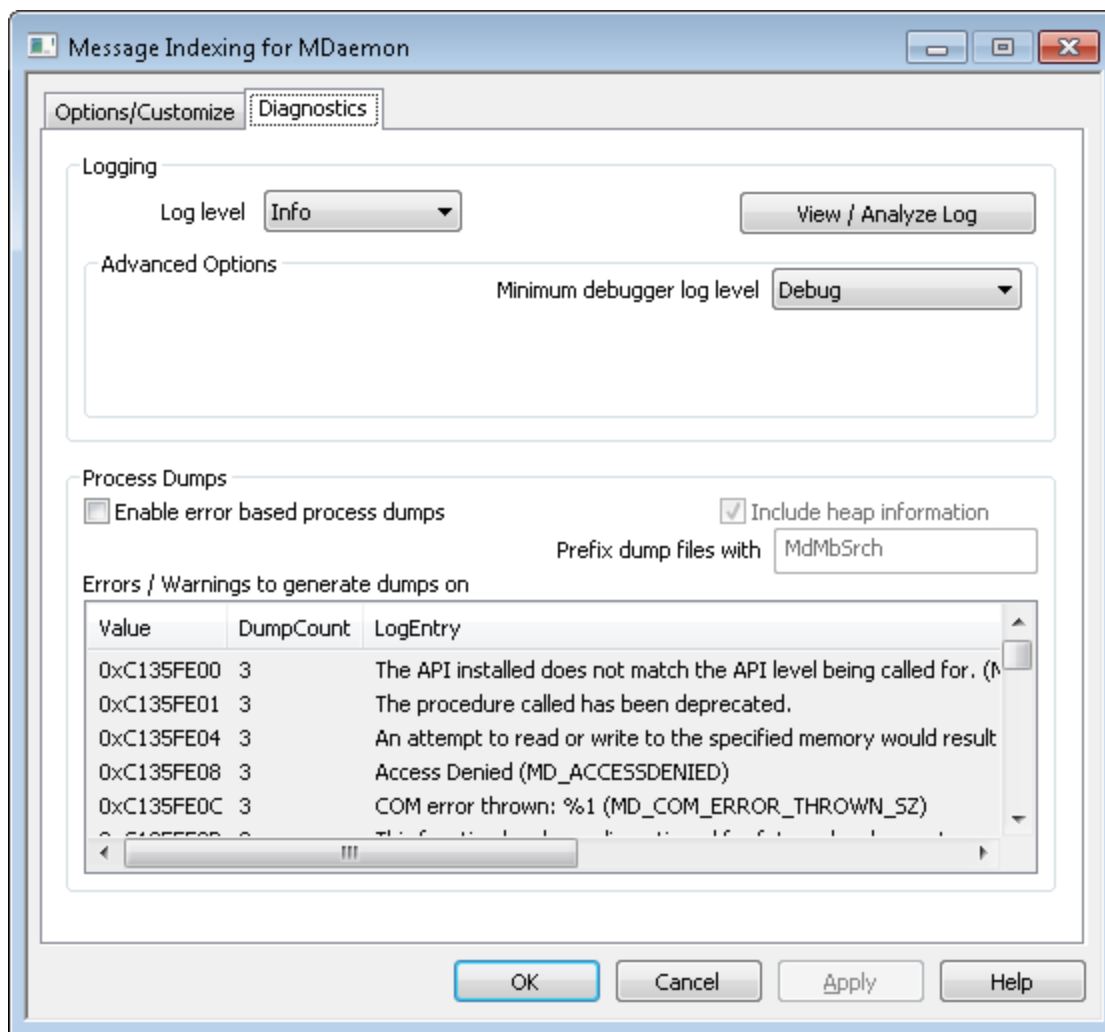 Message Indexing for MDaemon
Options/Customize Diagnostics
Logging
Log level Info View / Analyze Log
Advanced Options
Minimum debugger log level Debug
Process Dumps
Enable error based process dumps Include heap information
Prefix dump files with MdMbSrch
Errors / Warnings to generate dumps on
Value DumpCount LogEntry
0xC135FE00 3 The API installed does not match the API level being called for. (M
0xC135FE01 3 The procedure called has been deprecated.
0xC135FE04 3 An attempt to read or write to the specified memory would result
0xC135FE08 3 Access Denied (MD_ACCESSDENIED)
0xC135FE0C 3 COM error thrown: %1 (MD_COM_ERROR_THROWN_SZ)
OK Cancel Apply Help